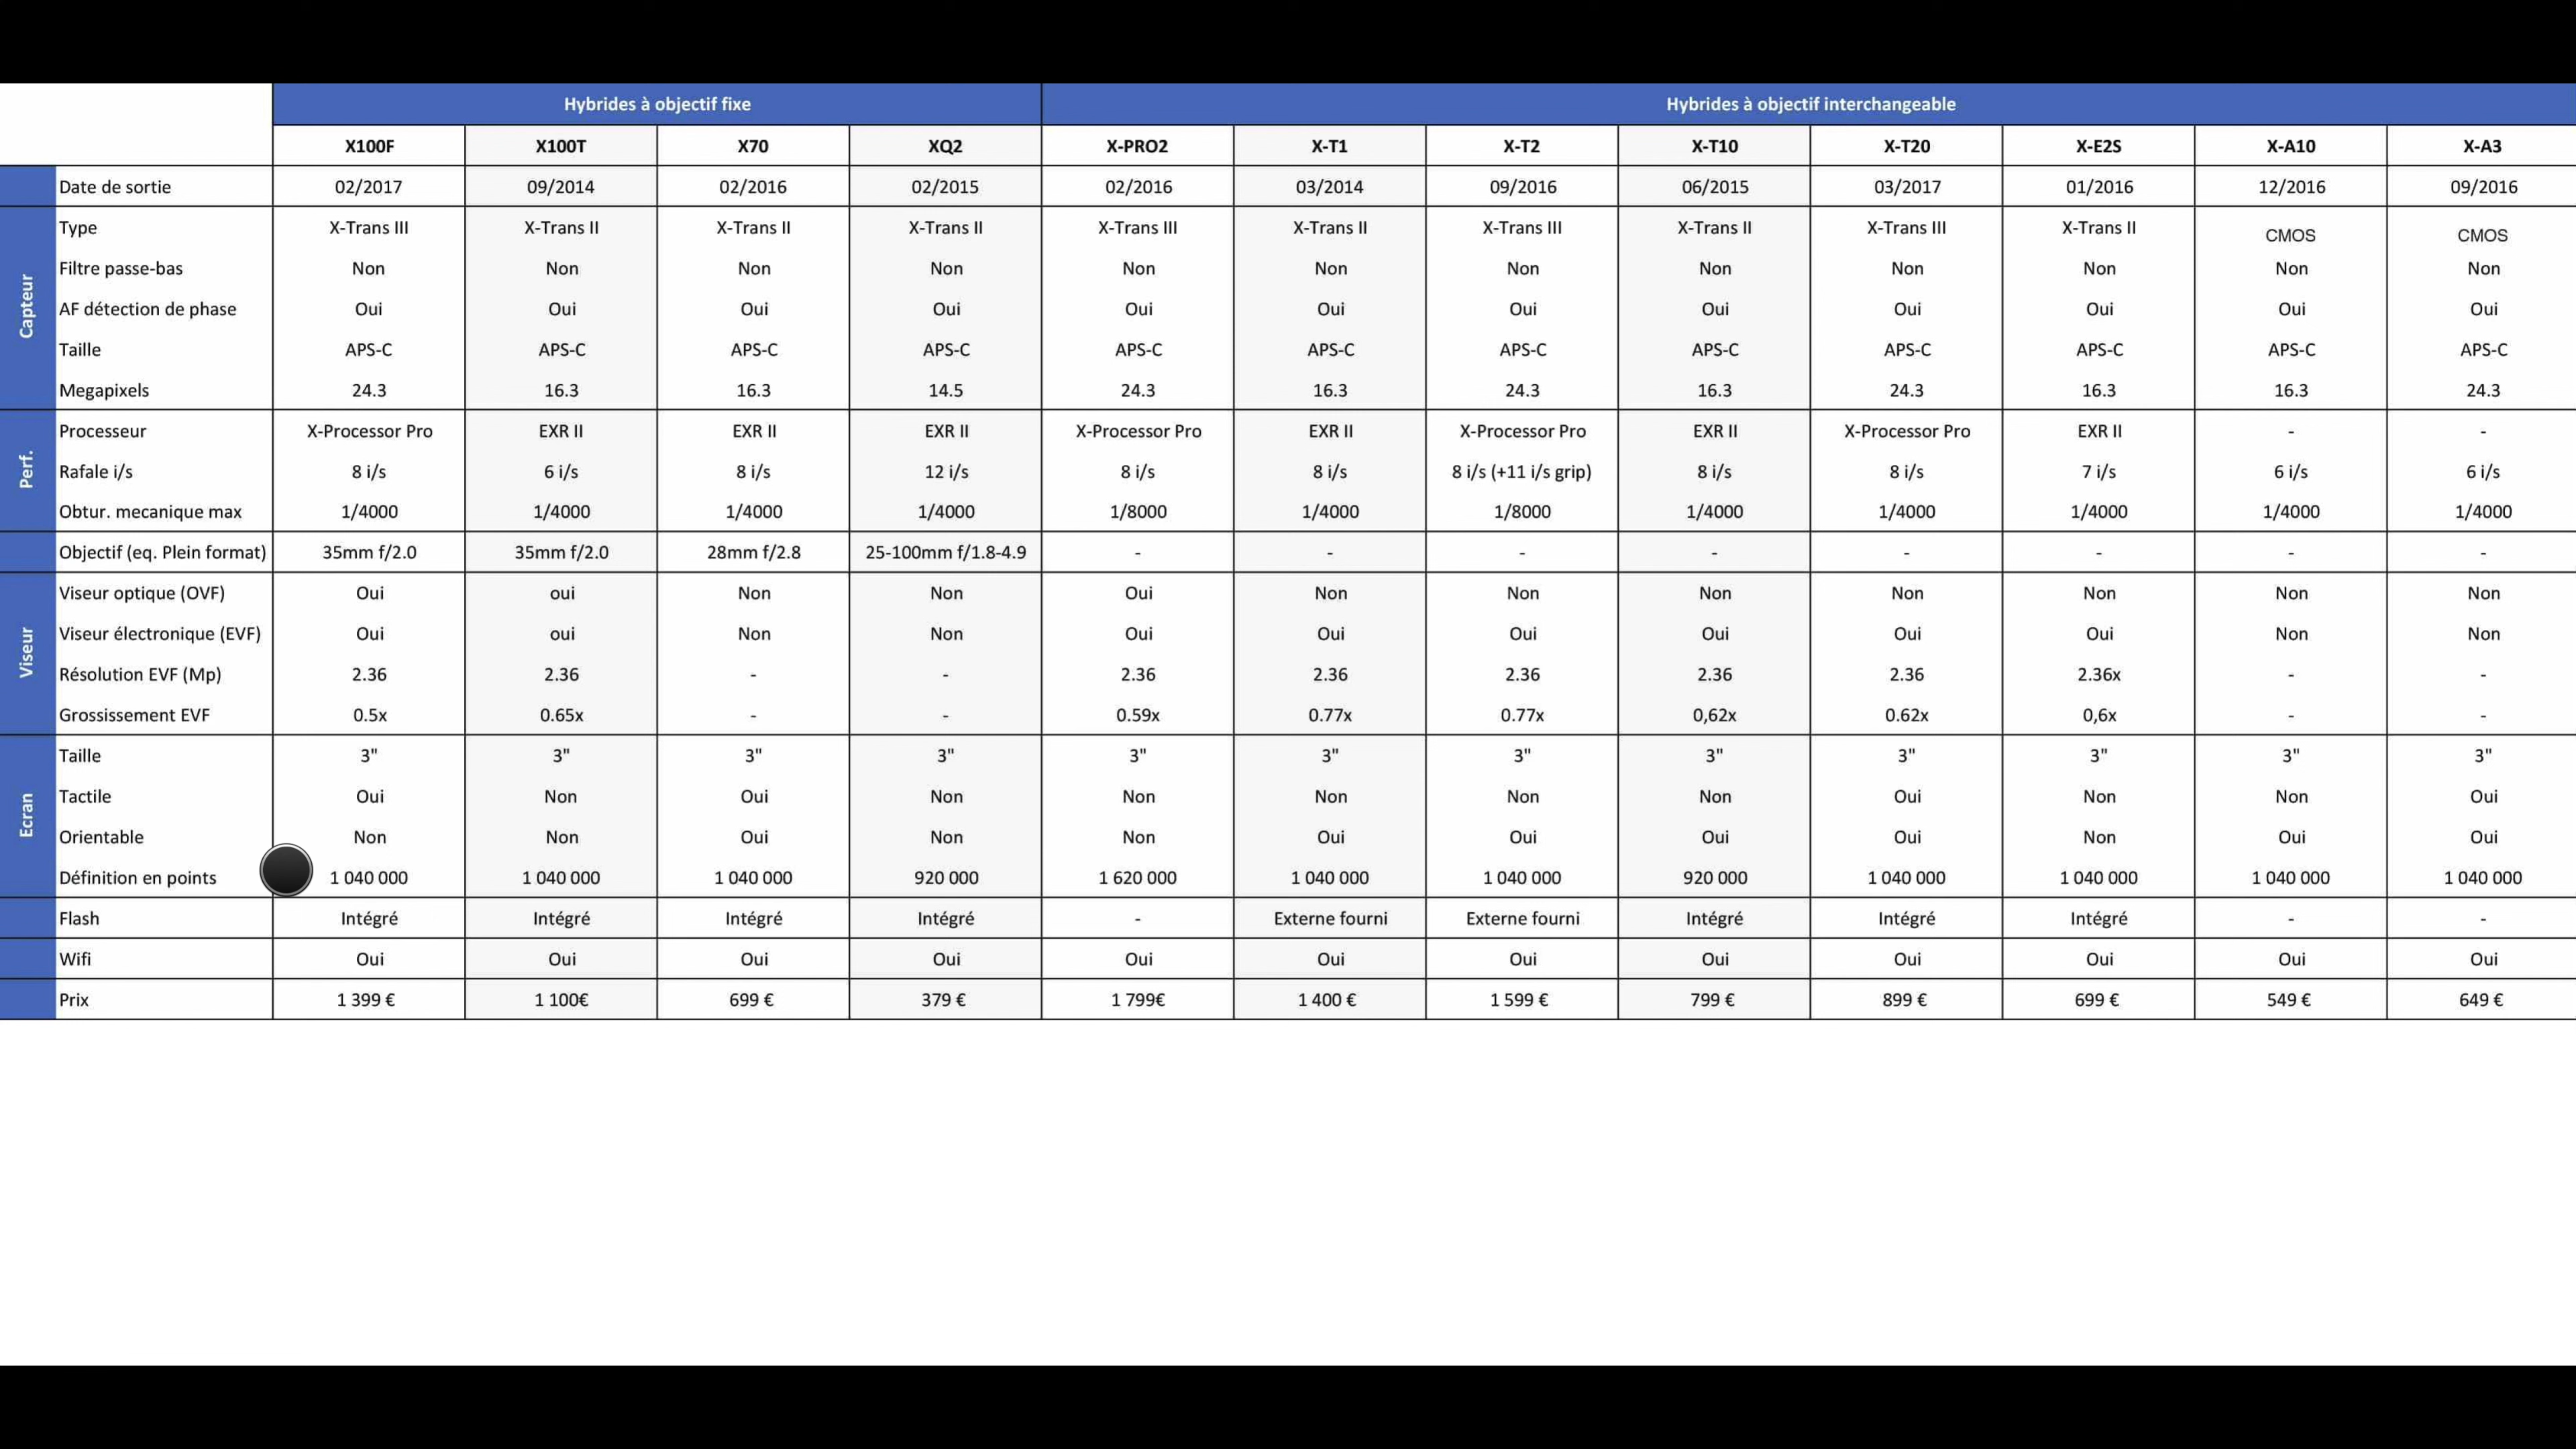 Hybrides à objectif fixe Hybrides à objectif interchangeable
X100F X100T X70 XQ2 X-PRO2 X-T1 X-T2 X-T10 X-T20 X-E2S X-A10 X-A3
Date de sortie 02/2017 09/2014 02/2016 02/2015 02/2016 03/2014 09/2016 06/2015 03/2017 01/2016 12/2016 09/2016
Capteur
Type X-Trans III X-Trans II X-Trans II X-Trans II X-Trans III X-Trans II X-Trans III X-Trans II X-Trans III X-Trans II CMOS CMOS
Filtre passe-bas Non Non Non Non Non Non Non Non Non Non Non Non
AF détection de phase Oui Oui Oui Oui Oui Oui Oui Oui Oui Oui Oui Oui
Taille APS-C APS-C APS-C APS-C APS-C APS-C APS-C APS-C APS-C APS-C APS-C APS-C
Megapixels 24.3 16.3 16.3 14.5 24.3 16.3 24.3 16.3 24.3 16.3 16.3 24.3
Perf.
Processeur X-Processor Pro EXR II EXR II EXR II X-Processor Pro EXR II X-Processor Pro EXR II X-Processor Pro EXR II - -
Rafale i/s 8 i/s 6 i/s 8 i/s 12 i/s 8 i/s 8 i/s 8 i/s (+11 i/s grip) 8 i/s 8 i/s 7 i/s 6 i/s 6 i/s
Obtur. mecanique max 1/4000 1/4000 1/4000 1/4000 1/8000 1/4000 1/8000 1/4000 1/4000 1/4000 1/4000 1/4000
Objectif (eq. Plein format) 35mm f/2.0 35mm f/2.0 28mm f/2.8 25-100mm f/1.8-4.9 - - - - - - - -
Viseur
Viseur optique (OVF) Oui oui Non Non Oui Non Non Non Non Non Non Non
Viseur électronique (EVF) Oui oui Non Non Oui Oui Oui Oui Oui Oui Non Non
Résolution EVF (Mp) 2.36 2.36 - - 2.36 2.36 2.36 2.36 2.36 2.36x - -
Grossissement EVF 0.5x 0.65x - - 0.59x 0.77x 0.77x 0,62x 0.62x 0,6x - -
Ecran
Taille 3" 3" 3" 3" 3" 3" 3" 3" 3" 3" 3" 3"
Tactile Oui Non Oui Non Non Non Non Non Oui Non Non Oui
Orientable Non Non Oui Non Non Oui Oui Oui Oui Non Oui Oui
Définition en points 1 040 000 1 040 000 1 040 000 920 000 1 620 000 1 040 000 1 040 000 920 000 1 040 000 1 040 000 1 040 000 1 040 000
Flash Intégré Intégré Intégré Intégré - Externe fourni Externe fourni Intégré Intégré Intégré - -
Wifi Oui Oui Oui Oui Oui Oui Oui Oui Oui Oui Oui Oui
Prix 1 399 € 1 100€ 699 € 379 € 1 799€ 1 400 € 1 599 € 799 € 899 € 699 € 549 € 649 €